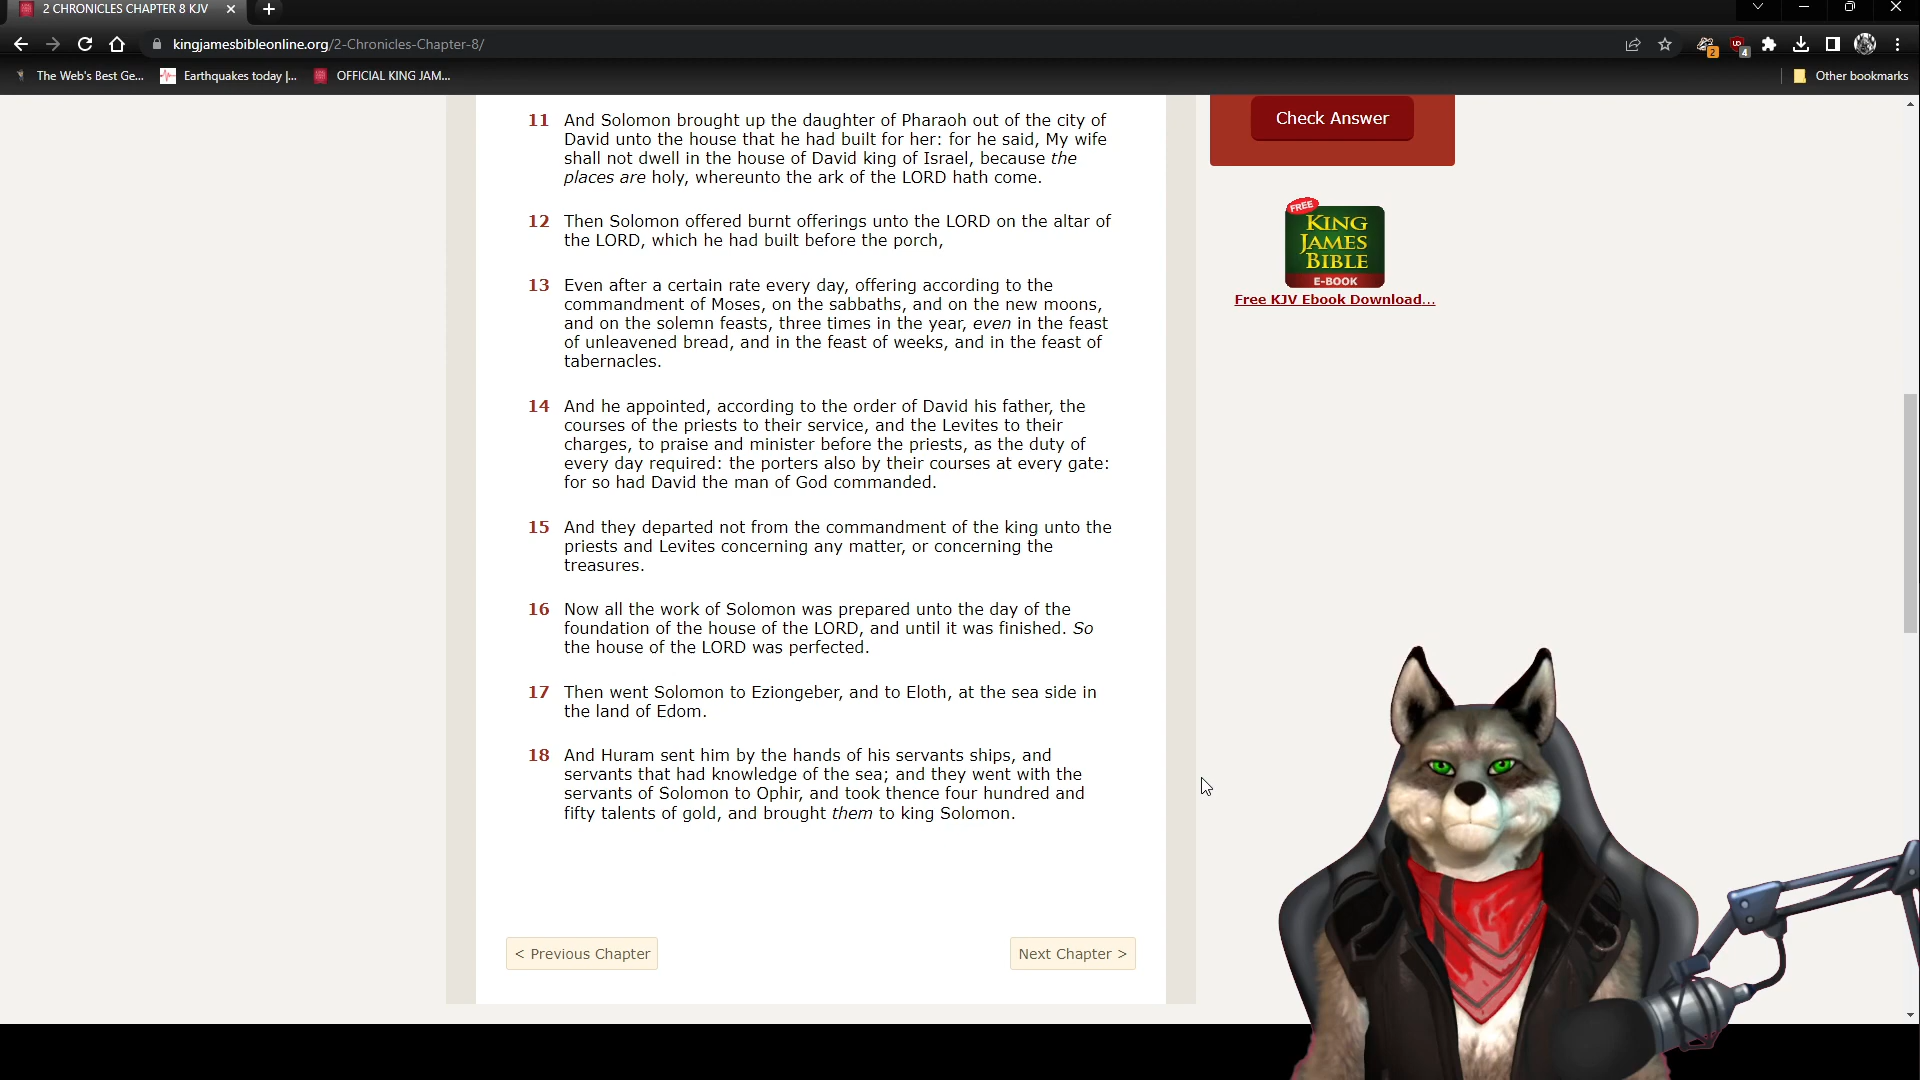 2 CHRONICLES CHAPTER 8 KJV
kingjamesbibleonline.org/2-Chronicles-Chapter-8/
2
4
The Web's Best Ge...
Earthquakes today |...
OFFICIAL KING JAM...
Other bookmarks
11 And Solomon brought up the daughter of Pharaoh out of the city of
David unto the house that he had built for her: for he said, My wife
shall not dwell in the house of David king of Israel, because the
places are holy, whereunto the ark of the LORD hath come.
12 Then Solomon offered burnt offerings unto the LORD on the altar of
the LORD, which he had built before the porch,
13 Even after a certain rate every day, offering according to the
commandment of Moses, on the sabbaths, and on the new moons,
and on the solemn feasts, three times in the year, even in the feast
of unleavened bread, and in the feast of weeks, and in the feast of
tabernacles.
14 And he appointed, according to the order of David his father, the
courses of the priests to their service, and the Levites to their
charges, to praise and minister before the priests, as the duty of
every day required: the porters also by their courses at every gate:
for so had David the man of God commanded.
15 And they departed not from the commandment of the king unto the
priests and Levites concerning any matter, or concerning the
treasures.
16 Now all the work of Solomon was prepared unto the day of the
foundation of the house of the LORD, and until it was finished. So
the house of the LORD was perfected.
17 Then went Solomon to Eziongeber, and to Eloth, at the sea side in
the land of Edom.
18 And Huram sent him by the hands of his servants ships, and
servants that had knowledge of the sea; and they went with the
servants of Solomon to Ophir, and took thence four hundred and
fifty talents of gold, and brought them to king Solomon.
< Previous Chapter
Next Chapter >
Check Answer
FREE
KING
JAMES
BIBLE
E-BOOK
Free KJV Ebook Download...